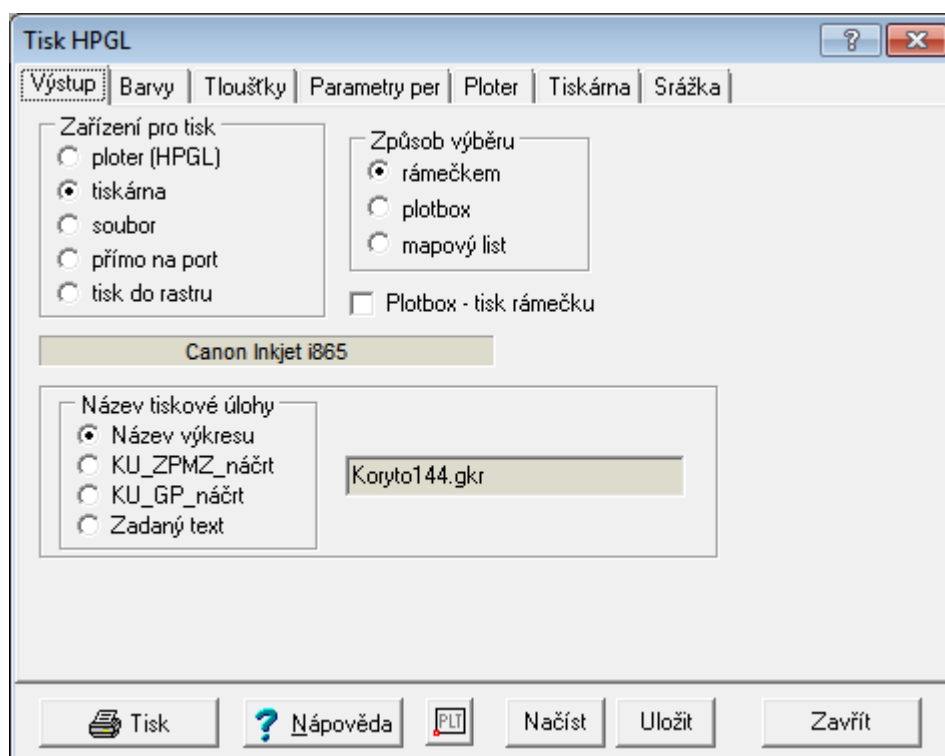 Tisk HPGL
Výstup Barvy Tloušťky Parametry per Ploter Tiskárna Srážka
Zařízení pro tisk
ploter (HPGL)
tiskárna
soubor
přímo na port
tisk do rastru
Způsob výběru
rámečkem
plotbox
mapový list
Plotbox - tisk rámečku
Canon Inkjet i865
Název tiskové úlohy
Název výkresu
KU_ZPMZ_náčrt
KU_GP_náčrt
Zadaný text
Koryto144.gkr
Tisk ? Nápověda PLT Načíst Uložit Zavřít